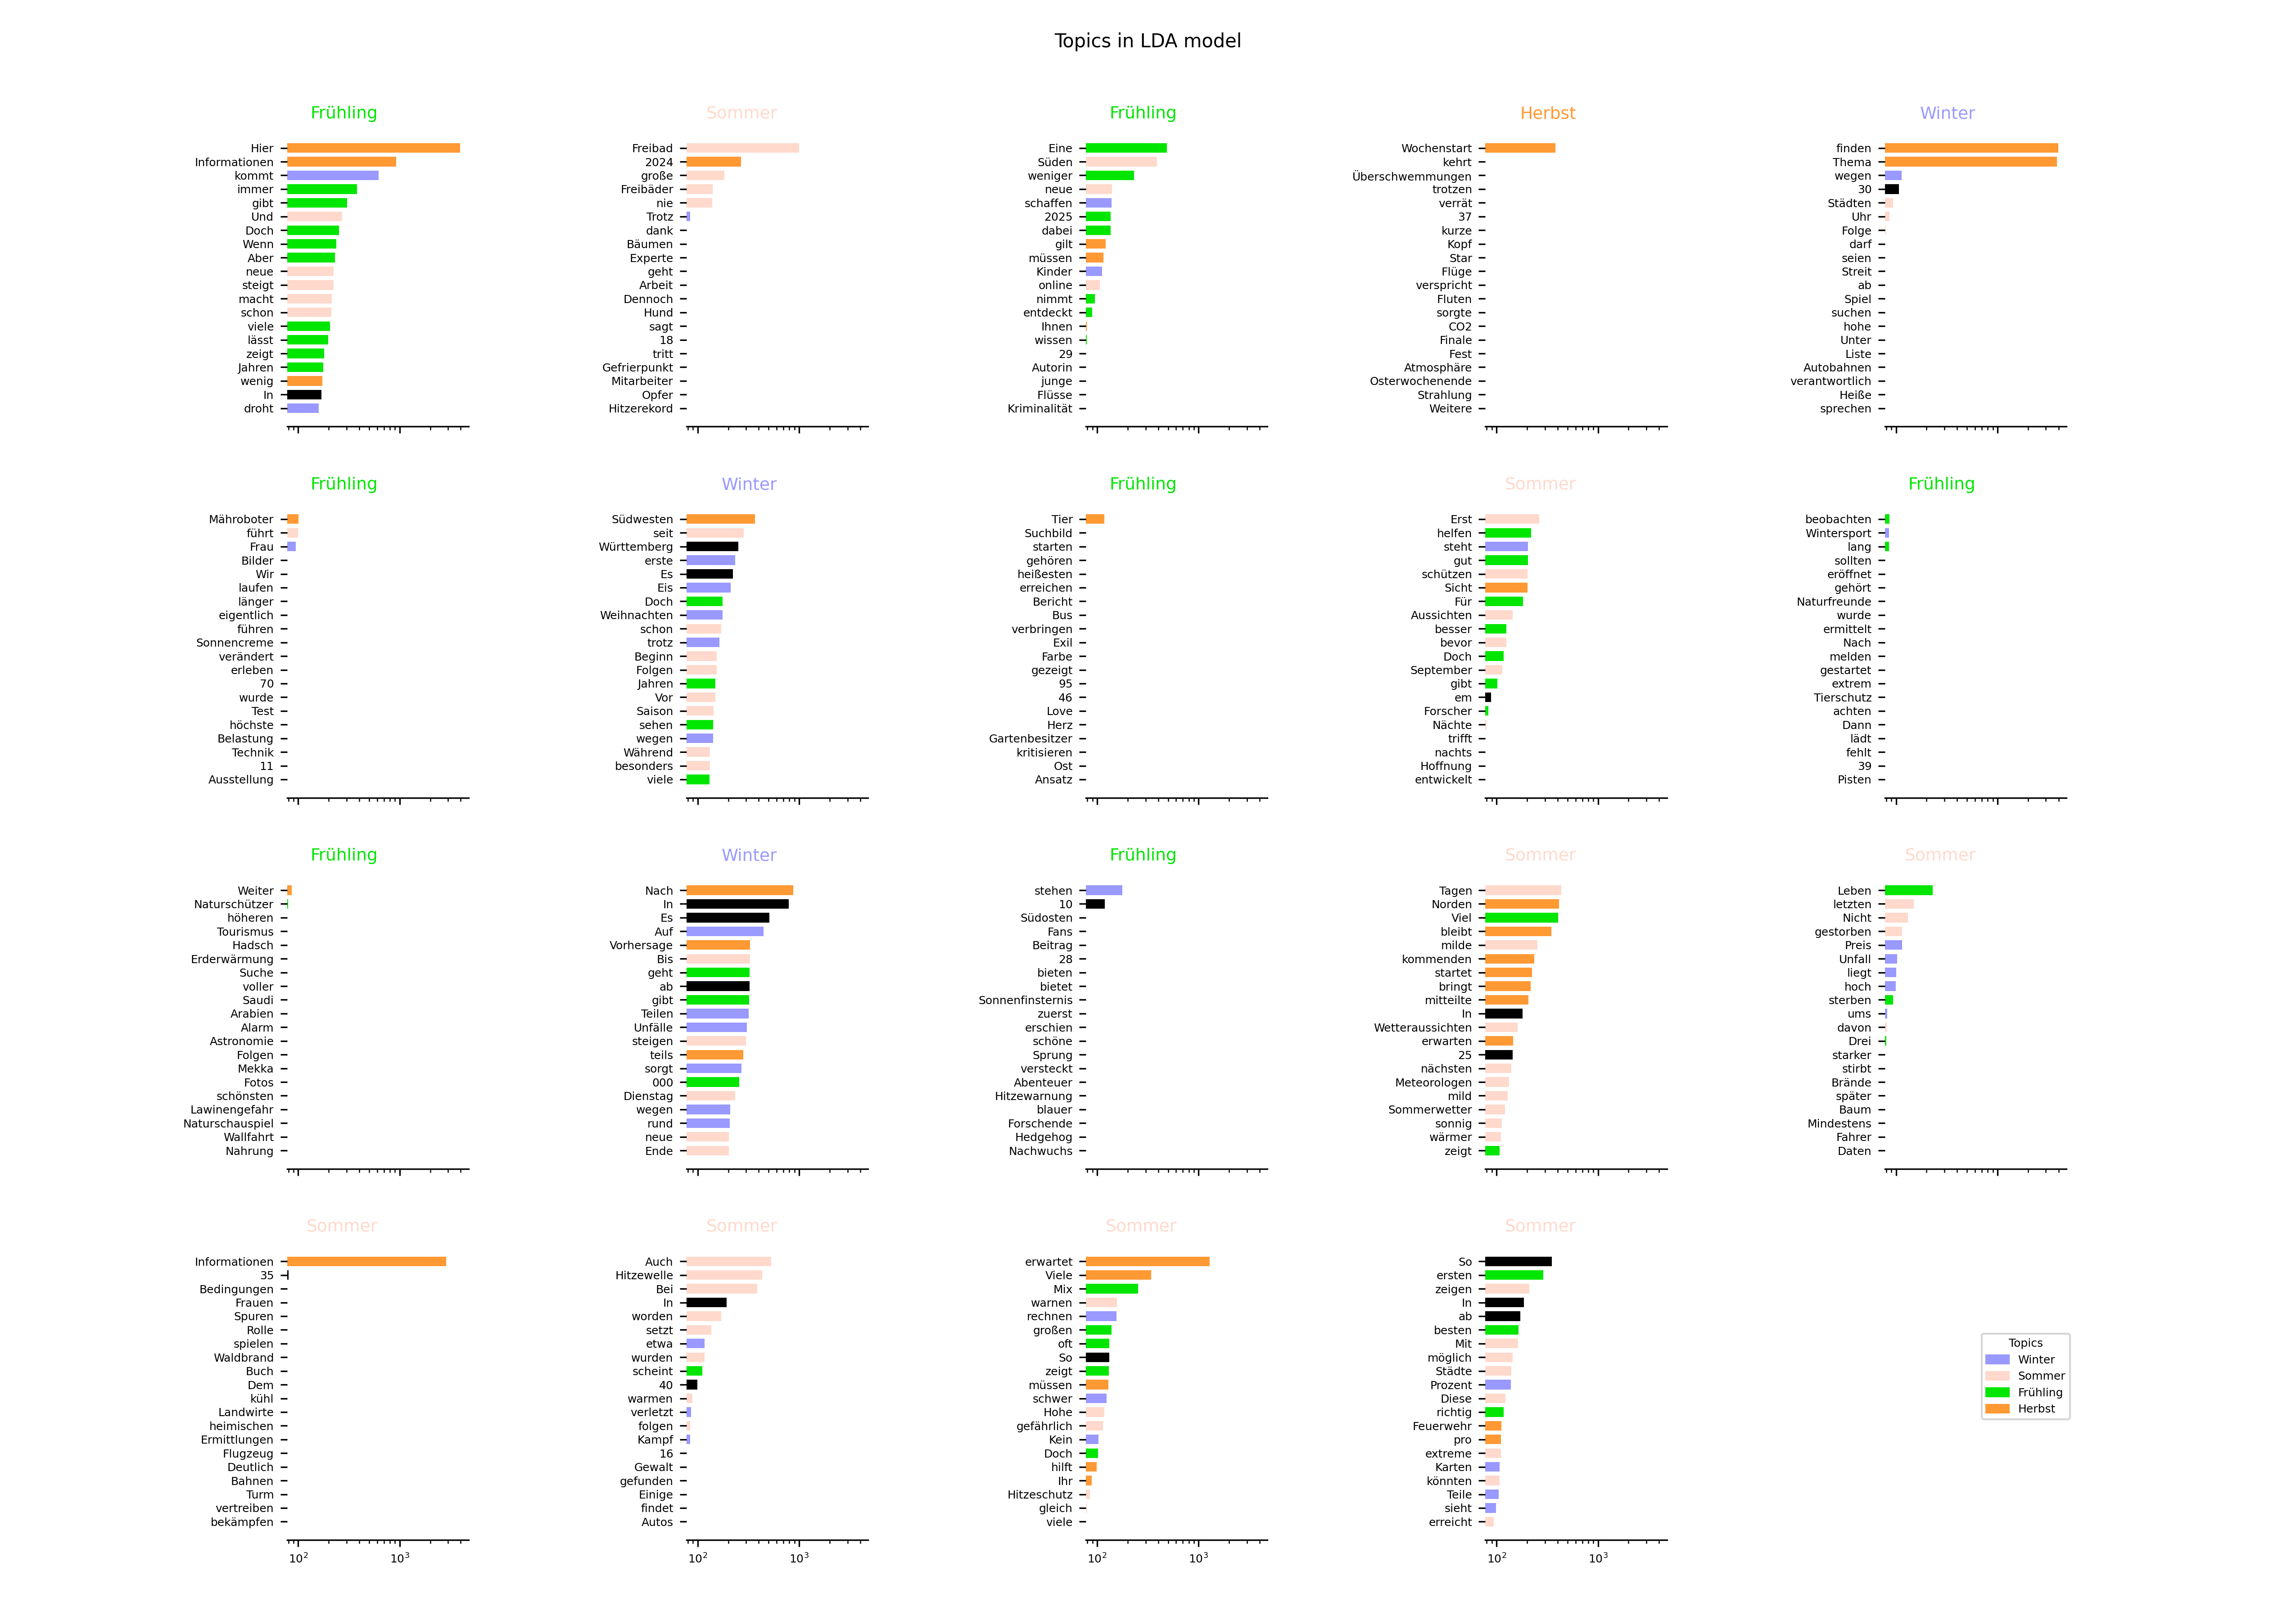 Topics in LDA model
Frühling
Hier
Informationen
kommt
immer
gibt
Und
Doch
Wenn
Aber
neue
steigt
macht
schon
viele
lässt
zeigt
Jahren
wenig
In
droht
Sommer
Freibad
2024
große
Freibäder
nie
Trotz
dank
Bäumen
Experte
geht
Arbeit
Dennoch
Hund
sagt
18
tritt
Gefrierpunkt
Mitarbeiter
Opfer
Hitzerekord
Frühling
Eine
Süden
weniger
neue
schaffen
2025
dabei
gilt
müssen
Kinder
online
nimmt
entdeckt
Ihnen
wissen
29
Autorin
junge
Flüsse
Kriminalität
Herbst
Wochenstart
kehrt
Überschwemmungen
trotzen
verrät
37
kurze
Kopf
Star
Flüge
verspricht
Fluten
sorgte
CO2
Finale
Fest
Atmosphäre
Osterwochenende
Strahlung
Weitere
Winter
finden
Thema
wegen
30
Städten
Uhr
Folge
darf
seien
Streit
ab
Spiel
suchen
hohe
Unter
Liste
Autobahnen
verantwortlich
Heiße
sprechen
Frühling
Mähroboter
führt
Frau
Bilder
Wir
laufen
länger
eigentlich
führen
Sonnencreme
verändert
erleben
70
wurde
Test
höchste
Belastung
Technik
11
Ausstellung
Winter
Südwesten
seit
Württemberg
erste
Es
Eis
Doch
Weihnachten
schon
trotz
Beginn
Folgen
Jahren
Vor
Saison
sehen
wegen
Während
besonders
viele
Frühling
Tier
Suchbild
starten
gehören
heißesten
erreichen
Bericht
Bus
verbringen
Exil
Farbe
gezeigt
95
46
Love
Herz
Gartenbesitzer
kritisieren
Ost
Ansatz
Sommer
Erst
helfen
steht
gut
schützen
Sicht
Für
Aussichten
besser
bevor
Doch
September
gibt
em
Forscher
Nächte
trifft
nachts
Hoffnung
entwickelt
Frühling
beobachten
Wintersport
lang
sollten
eröffnet
gehört
Naturfreunde
wurde
ermittelt
Nach
melden
gestartet
extrem
Tierschutz
achten
Dann
lädt
fehlt
39
Pisten
Frühling
Weiter
Naturschützer
höheren
Tourismus
Hadsch
Erderwärmung
Suche
voller
Saudi
Arabien
Alarm
Astronomie
Folgen
Mekka
Fotos
schönsten
Lawinengefahr
Naturschauspiel
Wallfahrt
Nahrung
Winter
Nach
In
Es
Auf
Vorhersage
Bis
geht
ab
gibt
Teilen
Unfälle
steigen
teils
sorgt
000
Dienstag
wegen
rund
neue
Ende
Frühling
stehen
10
Südosten
Fans
Beitrag
28
bieten
bietet
Sonnenfinsternis
zuerst
erschien
schöne
Sprung
versteckt
Abenteuer
Hitzewarnung
blauer
Forschende
Hedgehog
Nachwuchs
Sommer
Tagen
Norden
Viel
bleibt
milde
kommenden
startet
bringt
mitteilte
In
Wetteraussichten
erwarten
25
nächsten
Meteorologen
mild
Sommerwetter
sonnig
wärmer
zeigt
Sommer
Leben
letzten
Nicht
gestorben
Preis
Unfall
liegt
hoch
sterben
ums
davon
Drei
starker
stirbt
Brände
später
Baum
Mindestens
Fahrer
Daten
Sommer
Informationen
35
Bedingungen
Frauen
Spuren
Rolle
spielen
Waldbrand
Buch
Dem
kühl
Landwirte
heimischen
Ermittlungen
Flugzeug
Deutlich
Bahnen
Turm
vertreiben
bekämpfen
10²
10³
Sommer
Auch
Hitzewelle
Bei
In
worden
setzt
etwa
wurden
scheint
40
warmen
verletzt
folgen
Kampf
16
Gewalt
gefunden
Einige
findet
Autos
10²
10³
Sommer
erwartet
Viele
Mix
warnen
rechnen
großen
oft
So
zeigt
müssen
schwer
Hohe
gefährlich
Kein
Doch
hilft
Ihr
Hitzeschutz
gleich
viele
10²
10³
Sommer
So
ersten
zeigen
In
ab
besten
Mit
möglich
Städte
Prozent
Diese
richtig
Feuerwehr
pro
extreme
Karten
könnten
Teile
sieht
erreicht
10²
10³
Topics
Winter
Sommer
Frühling
Herbst